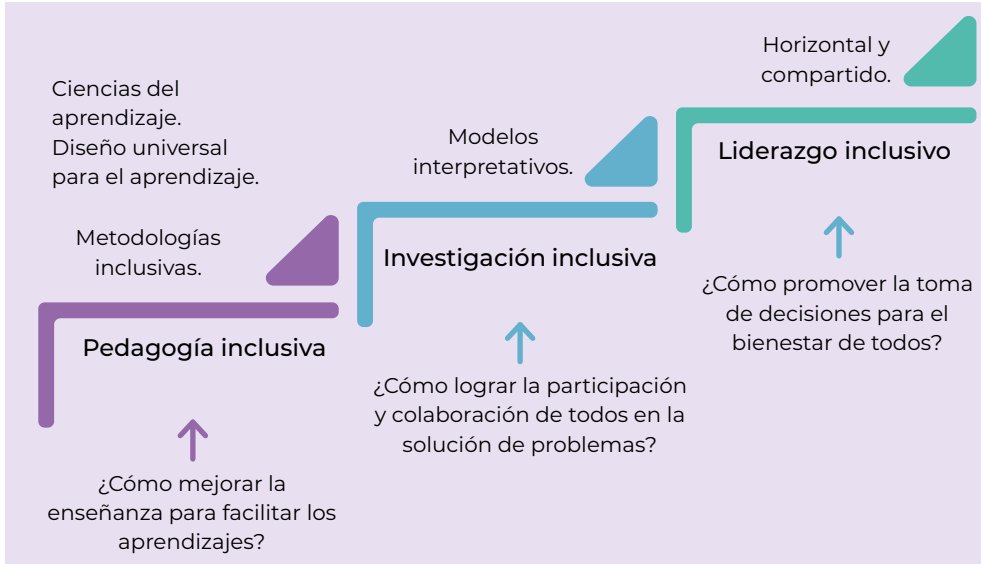 Ciencias del
aprendizaje.
Diseño universal
para el aprendizaje.
Metodologías
inclusivas.
Pedagogía inclusiva
¿Cómo mejorar la
enseñanza para facilitar los
aprendizajes?
Modelos
interpretativos.
Investigación inclusiva
¿Cómo lograr la participación
y colaboración de todos en la
solución de problemas?
Horizontal y
compartido.
Liderazgo inclusivo
¿Cómo promover la toma
de decisiones para el
bienestar de todos?